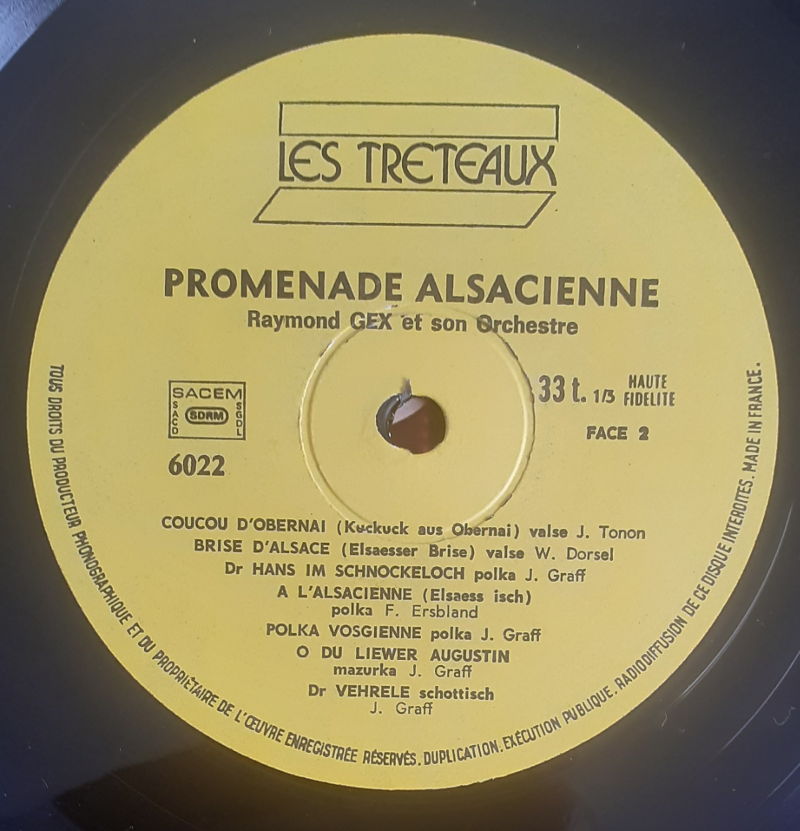 LES TRETEAUX
PROMENADE ALSACIENNE
Raymond GEX et son Orchestre
SACEM
SACD
SDRM
SGDL
6022
33 t. 1/3 HAUTE FIDELITE
FACE 2
COUCOU D'OBERNAI (Kuckuck aus Obernai) valse J. Tonon
BRISE D'ALSACE (Elsaesser Brise) valse W. Dorsel
Dr HANS IM SCHNOCKELOCH polka J. Graff
A L'ALSACIENNE (Elsaess isch)
polka F. Ersbland
POLKA VOSGIENNE polka J. Graff
O DU LIEWER AUGUSTIN
mazurka J. Graff
Dr VEHRELE schottisch
J. Graff
TOUS DROITS DU PRODUCTEUR PHONOGRAPHIQUE ET DU PROPRIÉTAIRE DE L'ŒUVRE ENREGISTRÉE RÉSERVÉS. DUPLICATION. EXÉCUTION PUBLIQUE. RADIODIFFUSION DE CE DISQUE INTERDITES. MADE IN FRANCE.